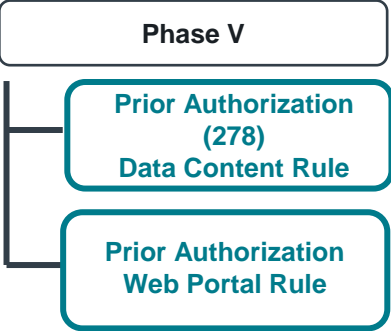 Phase V
Prior Authorization
(278)
Data Content Rule
Prior Authorization
Web Portal Rule